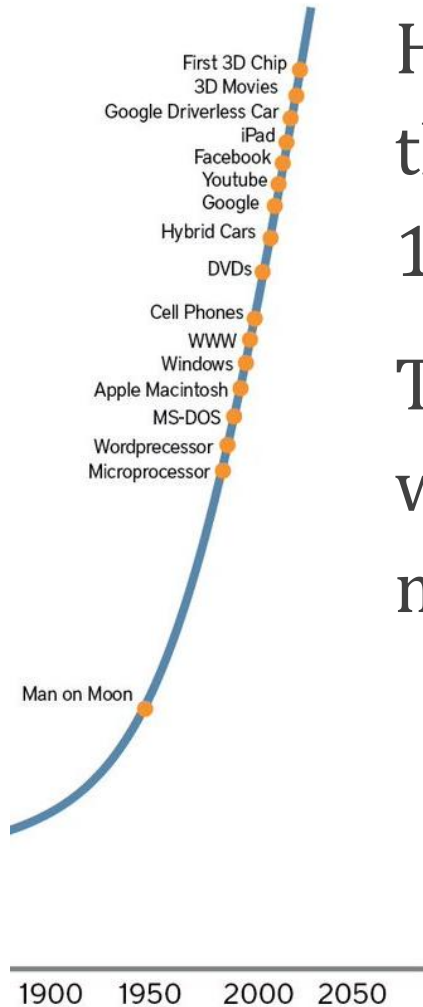 First 3D Chip
3D Movies
Google Driverless Car
iPad
Facebook
Youtube
Google
Hybrid Cars
DVDs
Cell Phones
WWW
Windows
Apple Macintosh
MS-DOS
Wordprecessor
Microprocessor
Man on Moon
1900 1950 2000 2050